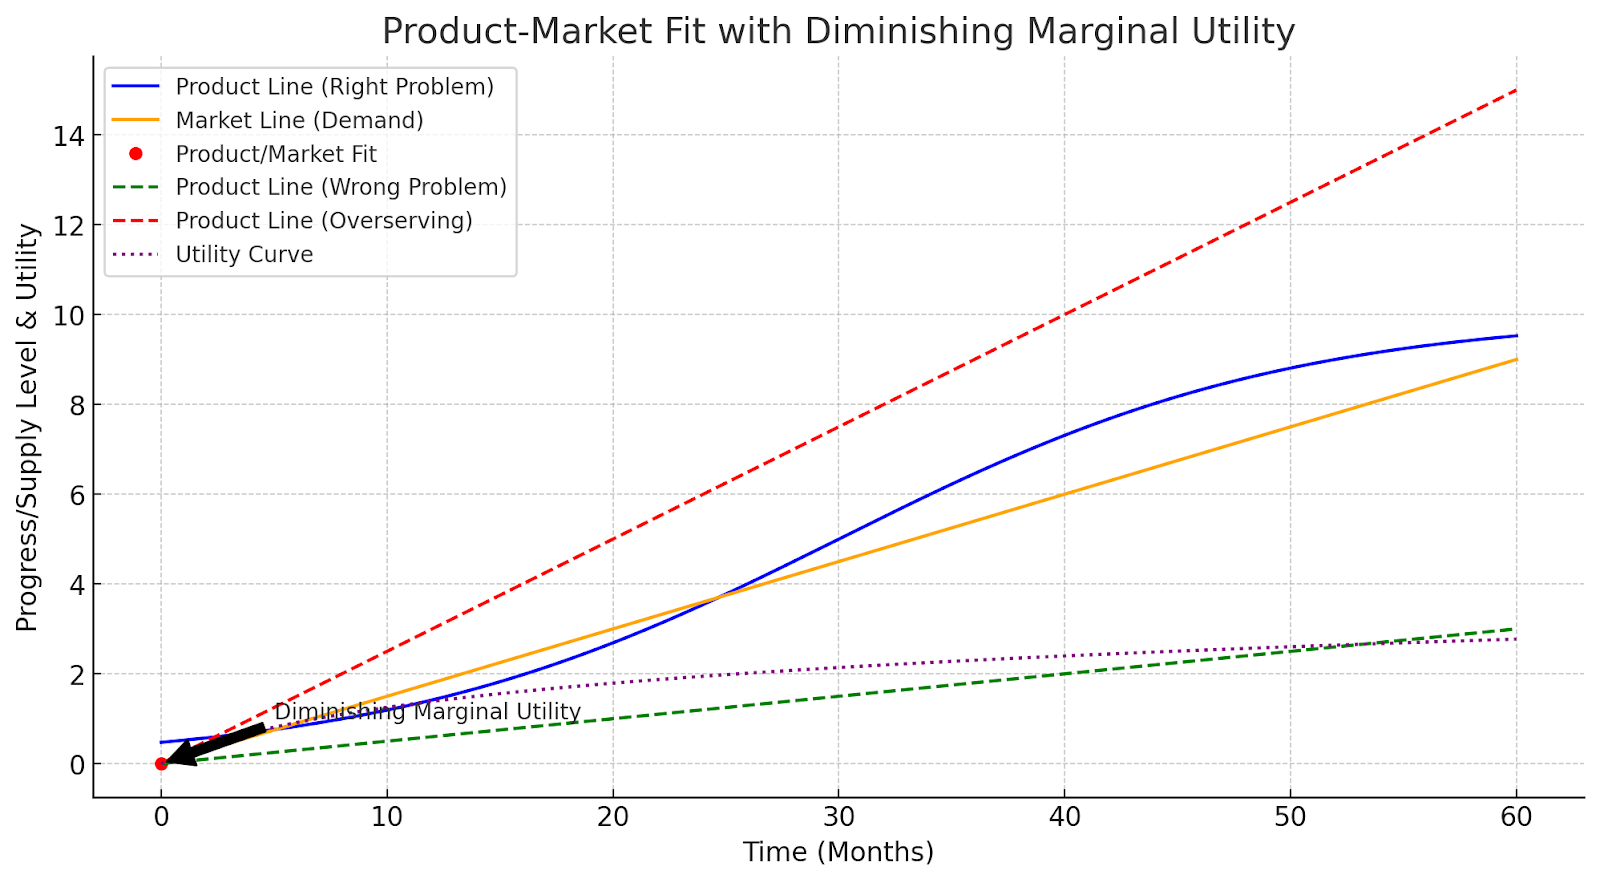 Product-Market Fit with Diminishing Marginal Utility
Product Line (Right Problem)
Market Line (Demand)
Product/Market Fit
Product Line (Wrong Problem)
Product Line (Overserving)
Utility Curve
Progress/Supply Level & Utility
14
12
10
8
6
4
2
0
Diminishing Marginal Utility
0 10 20 30 40 50 60
Time (Months)